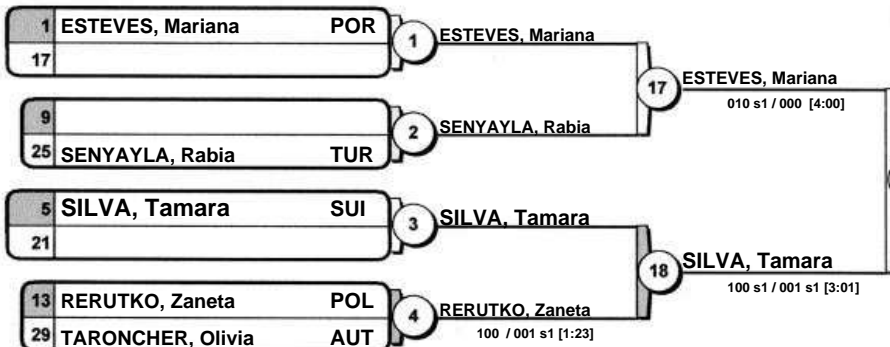 1 ESTEVES, Mariana POR
17
1
ESTEVES, Mariana
9
25 SENYAYLA, Rabia TUR
2
SENYAYLA, Rabia
17
ESTEVES, Mariana
010 s1 / 000 [4:00]
5 SILVA, Tamara SUI
21
3
SILVA, Tamara
13 RERUTKO, Zaneta POL
29 TARONCHER, Olivia AUT
4
RERUTKO, Zaneta
100 / 001 s1 [1:23]
18
SILVA, Tamara
100 s1 / 001 s1 [3:01]